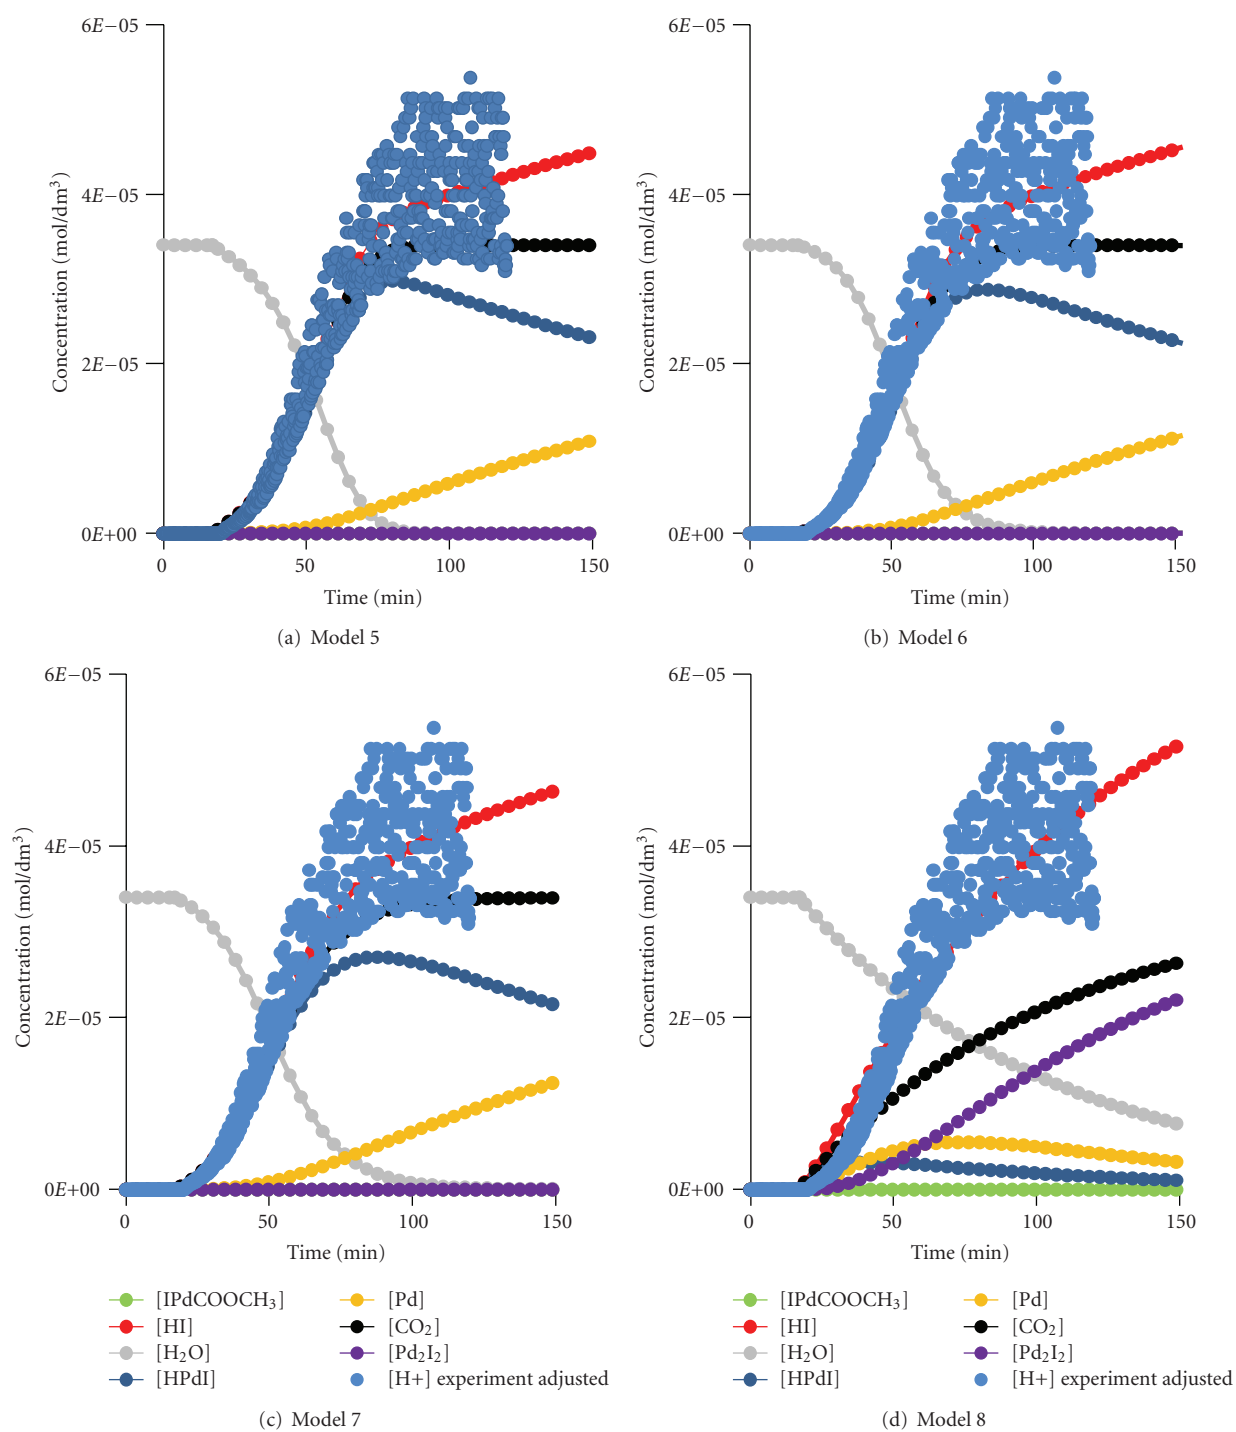 6E−05
4E−05
2E−05
0E+00
Concentration (mol/dm³)
0 50 100 150
Time (min)
(a) Model 5
6E−05
4E−05
2E−05
0E+00
Concentration (mol/dm³)
0 50 100 150
Time (min)
(b) Model 6
6E−05
4E−05
2E−05
0E+00
Concentration (mol/dm³)
0 50 100 150
Time (min)
[IPdCOOCH₃] [Pd]
[HI] [CO₂]
[H₂O] [Pd₂I₂]
[HPdI] [H+] experiment adjusted
(c) Model 7
6E−05
4E−05
2E−05
0E+00
Concentration (mol/dm³)
0 50 100 150
Time (min)
[IPdCOOCH₃] [Pd]
[HI] [CO₂]
[H₂O] [Pd₂I₂]
[HPdI] [H+] experiment adjusted
(d) Model 8